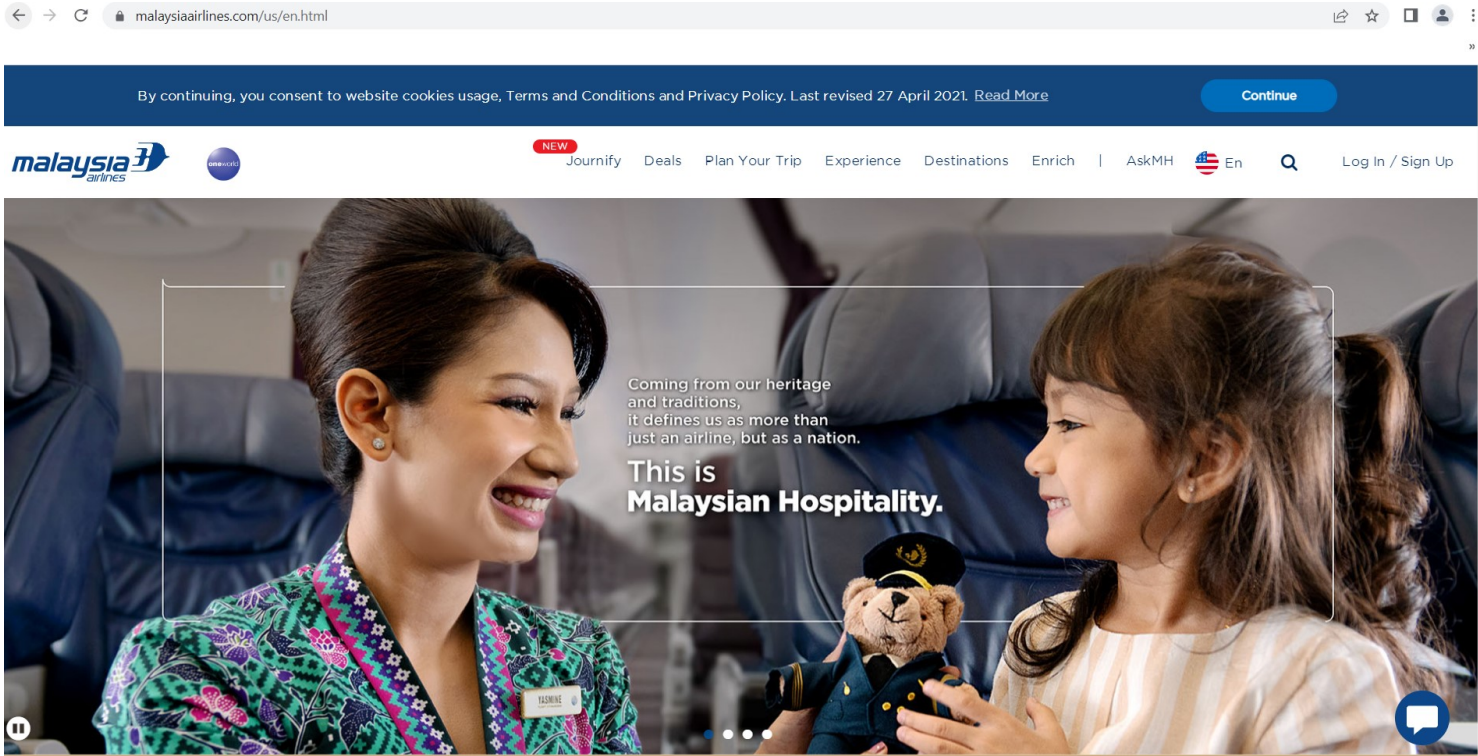 malaysiaairlines.com/us/en.html
»
By continuing, you consent to website cookies usage, Terms and Conditions and Privacy Policy. Last revised 27 April 2021. Read More
Continue
malaysia airlines
oneworld
NEW
Journify Deals Plan Your Trip Experience Destinations Enrich | AskMH En Log In / Sign Up
Coming from our heritage
and traditions,
it defines us as more than
just an airline, but as a nation.
This is
Malaysian Hospitality.
YASMINE